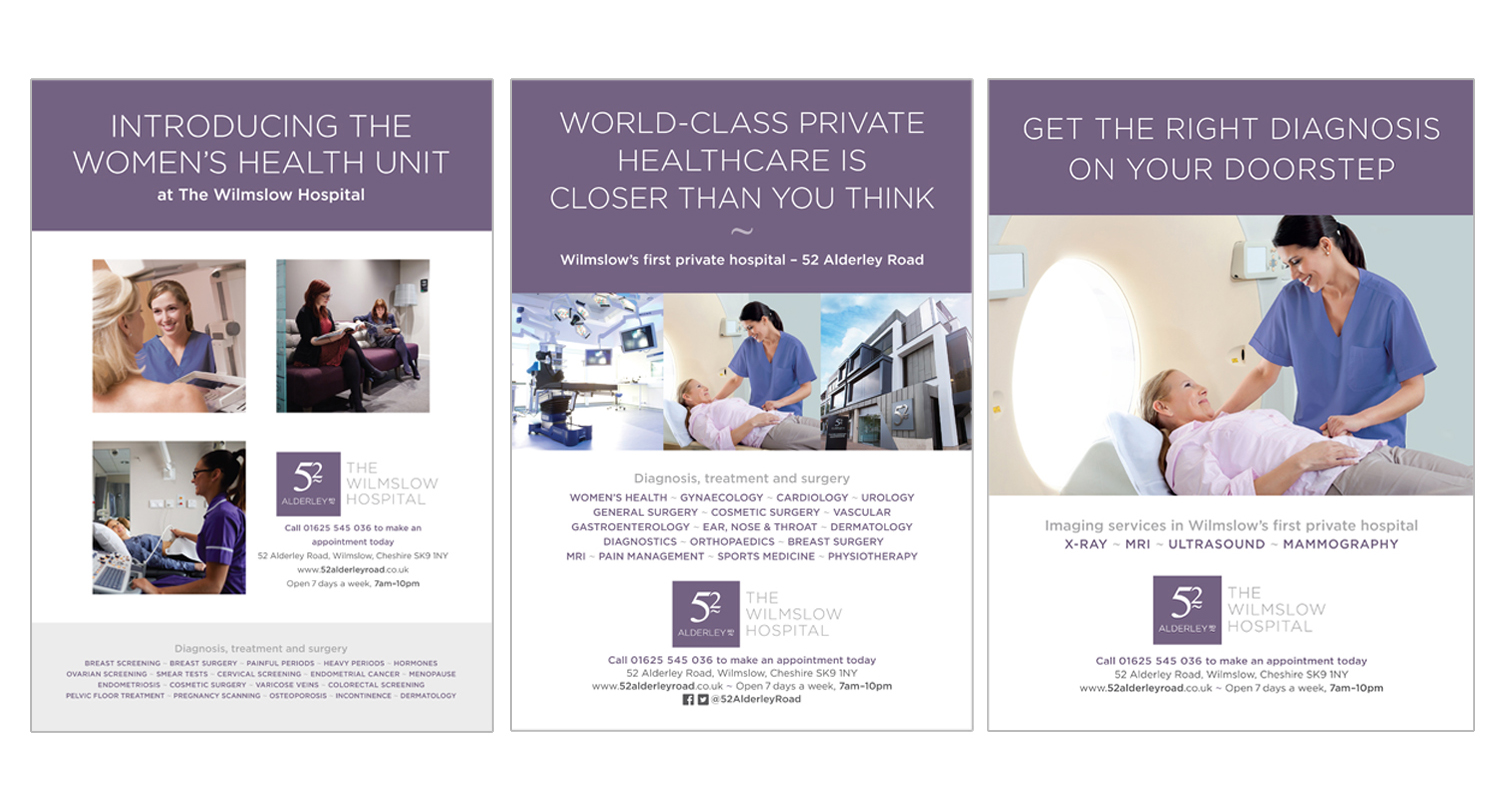 INTRODUCING THE
WOMEN'S HEALTH UNIT
at The Wilmslow Hospital
52
ALDERLEY RD
THE
WILMSLOW
HOSPITAL
Call 01625 545 036 to make an
appointment today
52 Alderley Road, Wilmslow, Cheshire SK9 1NY
www.52alderleyroad.co.uk
Open 7 days a week, 7am–10pm
Diagnosis, treatment and surgery
BREAST SCREENING ~ BREAST SURGERY ~ PAINFUL PERIODS ~ HEAVY PERIODS ~ HORMONES
OVARIAN SCREENING ~ SMEAR TESTS ~ CERVICAL SCREENING ~ ENDOMETRIAL CANCER ~ MENOPAUSE
ENDOMETRIOSIS ~ COSMETIC SURGERY ~ VARICOSE VEINS ~ COLORECTAL SCREENING
PELVIC FLOOR TREATMENT ~ PREGNANCY SCANNING ~ OSTEOPOROSIS ~ INCONTINENCE ~ DERMATOLOGY
WORLD-CLASS PRIVATE
HEALTHCARE IS
CLOSER THAN YOU THINK
~
Wilmslow's first private hospital – 52 Alderley Road
52
52
Diagnosis, treatment and surgery
WOMEN'S HEALTH ~ GYNAECOLOGY ~ CARDIOLOGY ~ UROLOGY
GENERAL SURGERY ~ COSMETIC SURGERY ~ VASCULAR
GASTROENTEROLOGY ~ EAR, NOSE & THROAT ~ DERMATOLOGY
DIAGNOSTICS ~ ORTHOPAEDICS ~ BREAST SURGERY
MRI ~ PAIN MANAGEMENT ~ SPORTS MEDICINE ~ PHYSIOTHERAPY
52
ALDERLEY RD
THE
WILMSLOW
HOSPITAL
Call 01625 545 036 to make an appointment today
52 Alderley Road, Wilmslow, Cheshire SK9 1NY
www.52alderleyroad.co.uk ~ Open 7 days a week, 7am–10pm
@52AlderleyRoad
GET THE RIGHT DIAGNOSIS
ON YOUR DOORSTEP
Imaging services in Wilmslow's first private hospital
X-RAY ~ MRI ~ ULTRASOUND ~ MAMMOGRAPHY
52
ALDERLEY RD
THE
WILMSLOW
HOSPITAL
Call 01625 545 036 to make an appointment today
52 Alderley Road, Wilmslow, Cheshire SK9 1NY
www.52alderleyroad.co.uk ~ Open 7 days a week, 7am–10pm